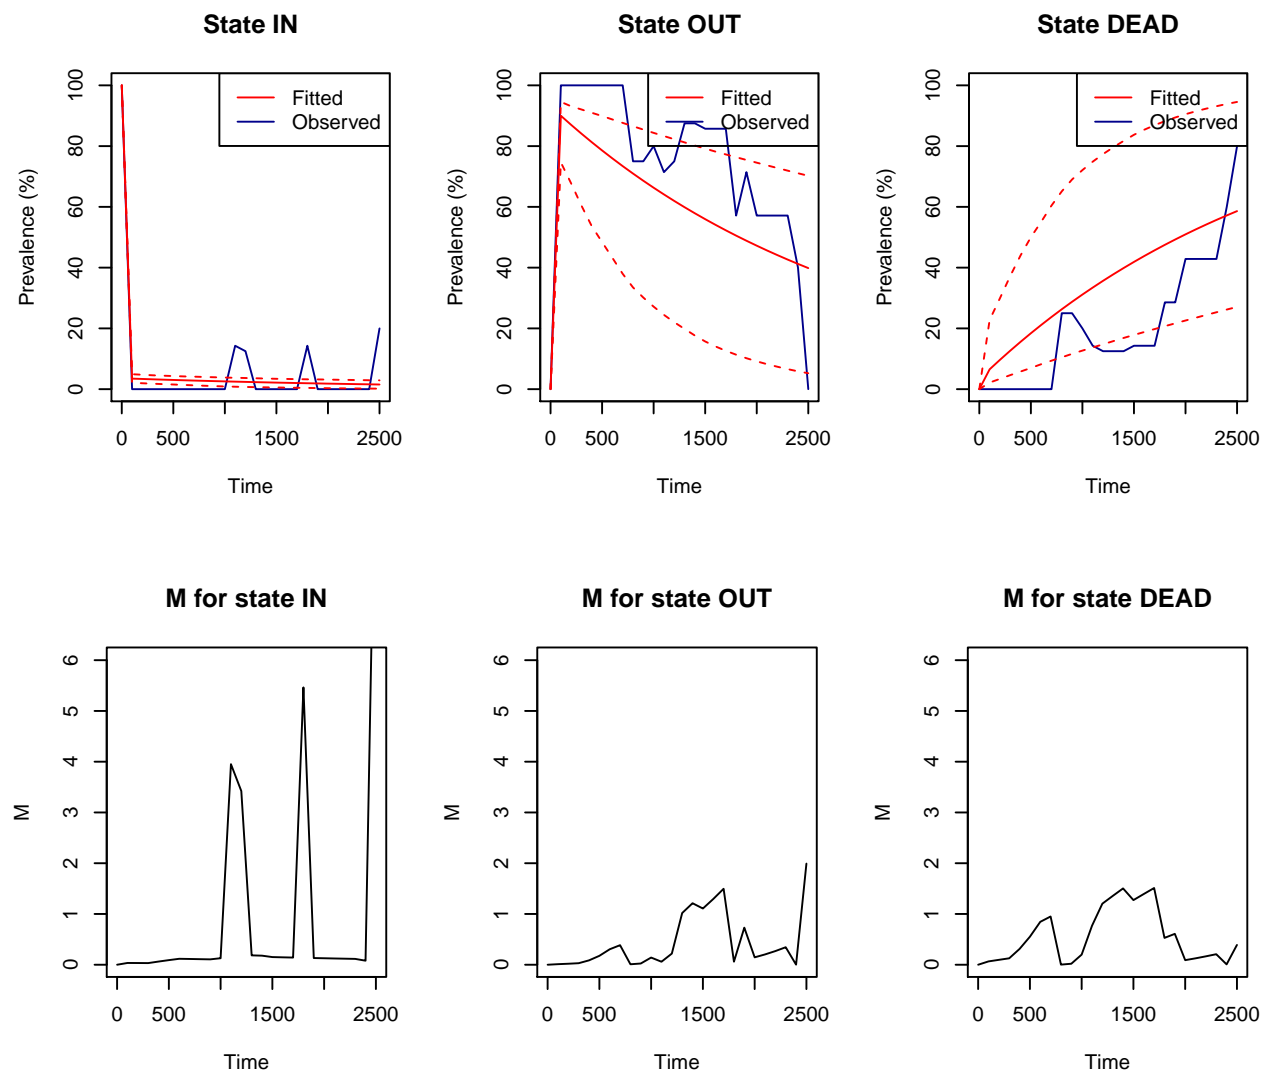 State IN
Prevalence (%)
100
80
60
40
20
0
Fitted
Observed
0 500 1500 2500
Time
State OUT
Prevalence (%)
100
80
60
40
20
0
Fitted
Observed
0 500 1500 2500
Time
State DEAD
Prevalence (%)
100
80
60
40
20
0
Fitted
Observed
0 500 1500 2500
Time
M for state IN
M
6
5
4
3
2
1
0
0 500 1500 2500
Time
M for state OUT
M
6
5
4
3
2
1
0
0 500 1500 2500
Time
M for state DEAD
M
6
5
4
3
2
1
0
0 500 1500 2500
Time